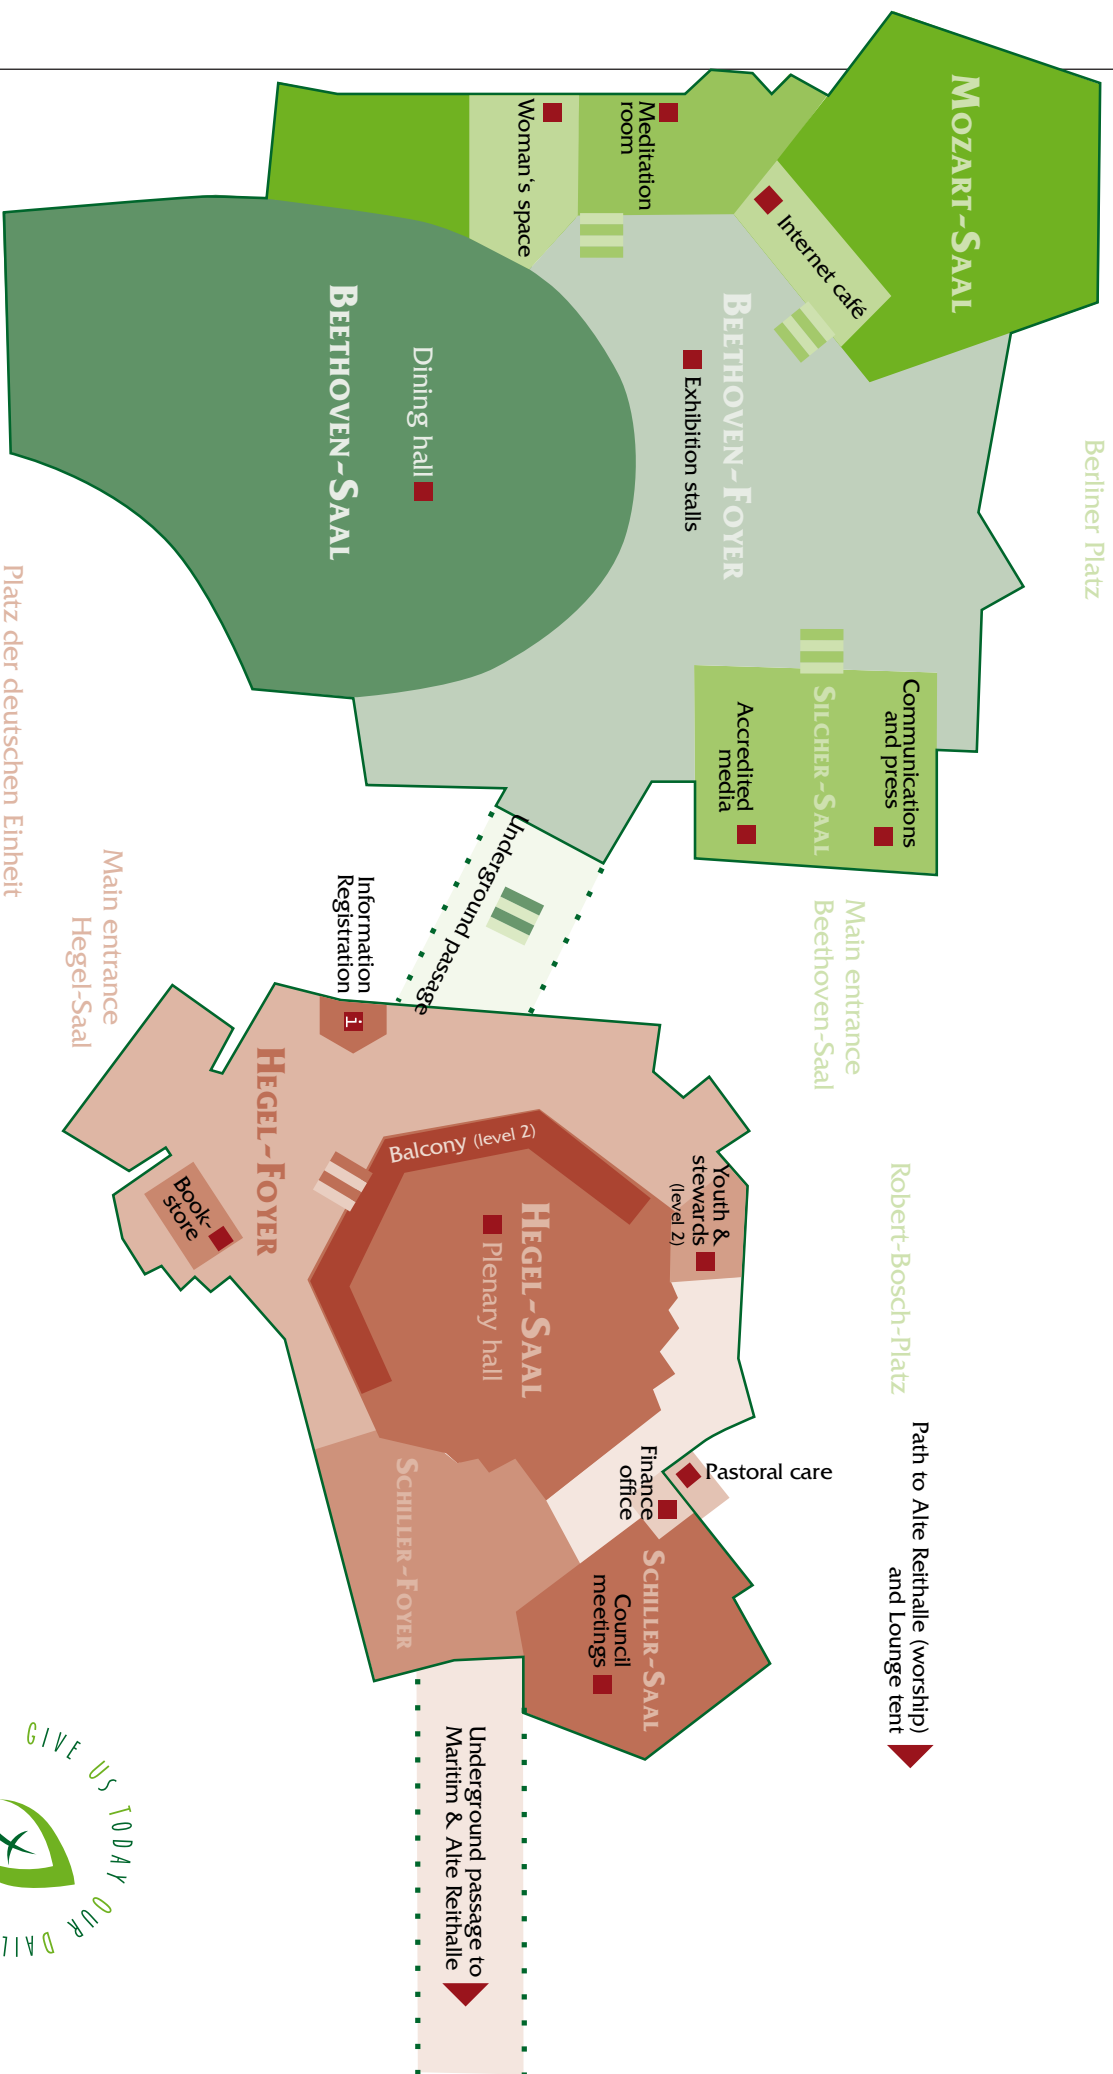 Berliner Platz
MOZART-SAAL
Internet café
Meditation
room
Woman‘s space
BEETHOVEN-FOYER
Exhibition stalls
Dining hall
BEETHOVEN-SAAL
Communications
and press
SILCHER-SAAL
Accredited
media
Platz der deutschen Einheit
Main entrance
Beethoven-Saal
Underground passage
Information
Registration
i
Main entrance
Hegel-Saal
HEGEL-FOYER
Balcony (level 2)
Book-
store
Youth &
stewards
(level 2)
HEGEL-SAAL
Plenary hall
Robert-Bosch-Platz
Pastoral care
Finance
office
SCHILLER-FOYER
SCHILLER-SAAL
Council
meetings
Path to Alte Reithalle (worship)
and Lounge tent
Underground passage to
Maritim & Alte Reithalle
GIVE US TODAY OUR DAIL